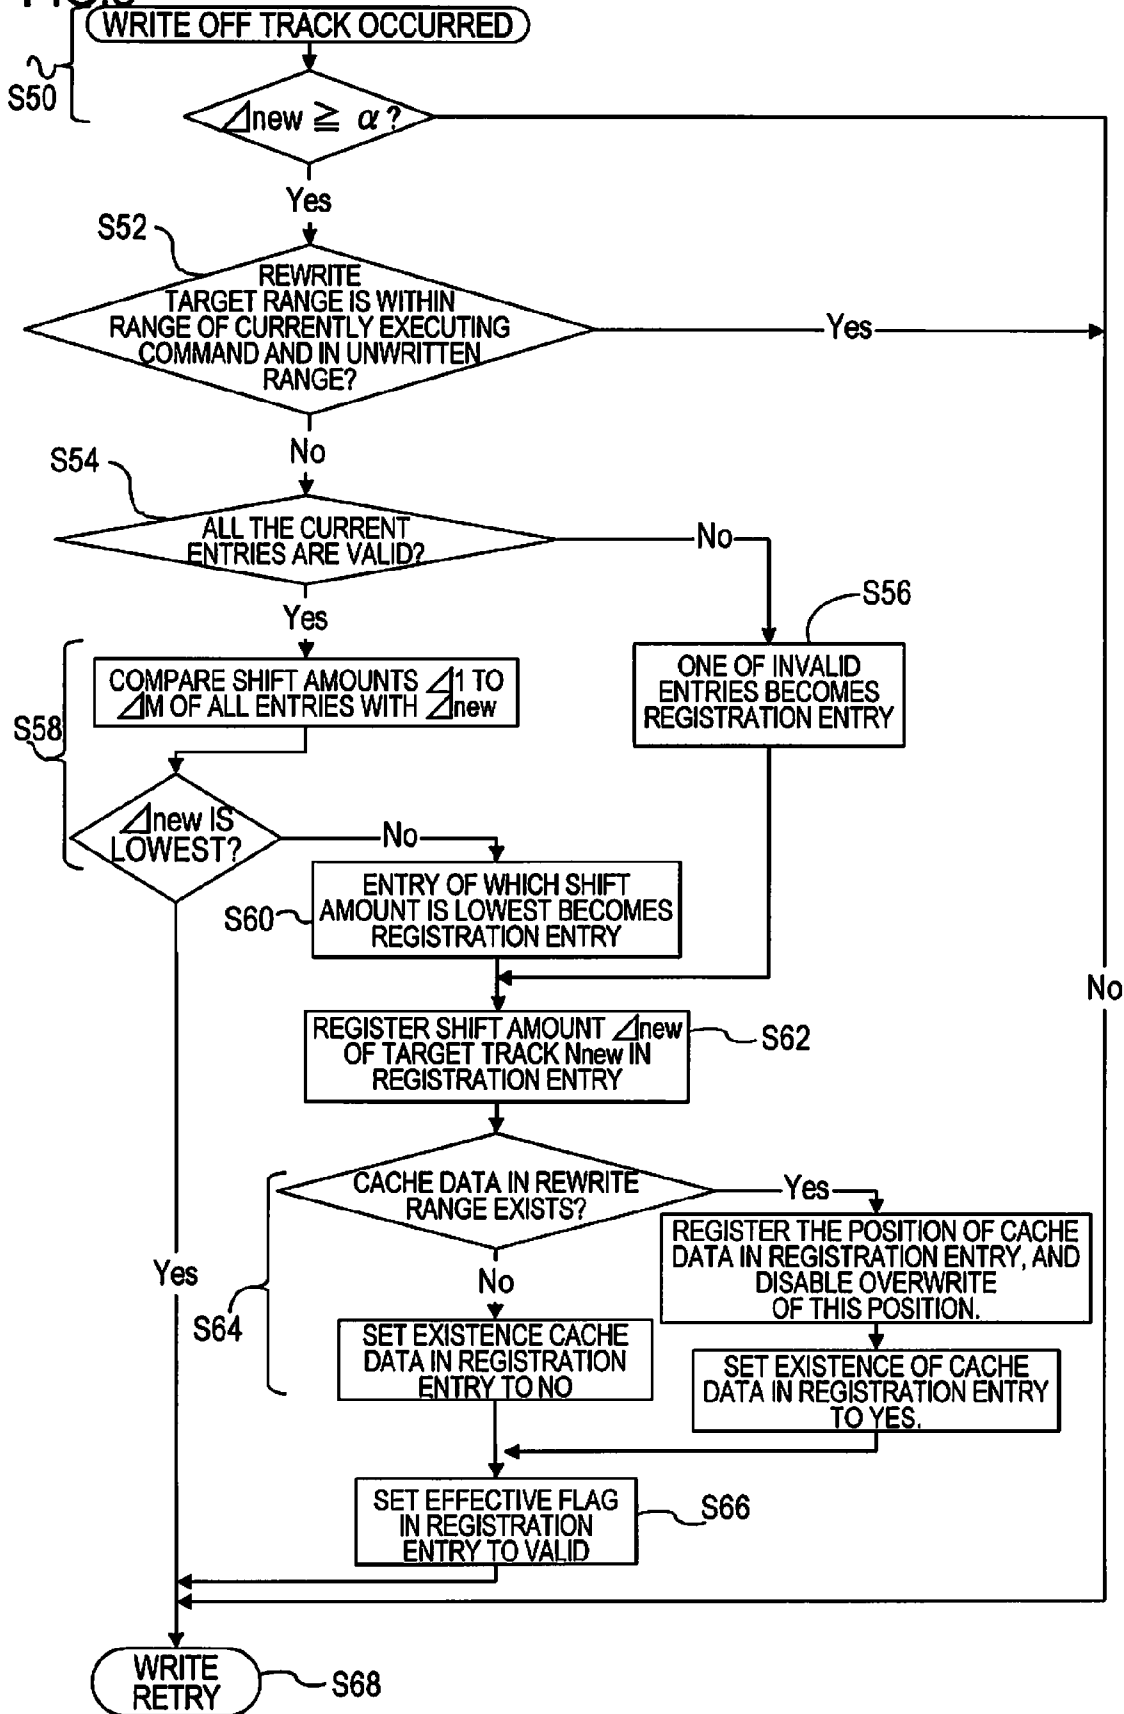 WRITE OFF TRACK OCCURRED
S50
⊿new ≧ α?
Yes
S52
REWRITE
TARGET RANGE IS WITHIN
RANGE OF CURRENTLY EXECUTING
COMMAND AND IN UNWRITTEN
RANGE?
Yes
No
S54
ALL THE CURRENT
ENTRIES ARE VALID?
No
Yes
S56
ONE OF INVALID
ENTRIES BECOMES
REGISTRATION ENTRY
COMPARE SHIFT AMOUNTS ⊿1 TO
⊿M OF ALL ENTRIES WITH ⊿new
S58
⊿new IS
LOWEST?
No
ENTRY OF WHICH SHIFT
AMOUNT IS LOWEST BECOMES
REGISTRATION ENTRY
S60
No
REGISTER SHIFT AMOUNT ⊿new
OF TARGET TRACK Nnew IN
REGISTRATION ENTRY
S62
CACHE DATA IN REWRITE
RANGE EXISTS?
Yes
REGISTER THE POSITION OF CACHE
DATA IN REGISTRATION ENTRY, AND
DISABLE OVERWRITE
OF THIS POSITION.
Yes
No
S64
SET EXISTENCE CACHE
DATA IN REGISTRATION
ENTRY TO NO
SET EXISTENCE OF CACHE
DATA IN REGISTRATION ENTRY
TO YES.
SET EFFECTIVE FLAG
IN REGISTRATION
ENTRY TO VALID
S66
WRITE
RETRY
S68